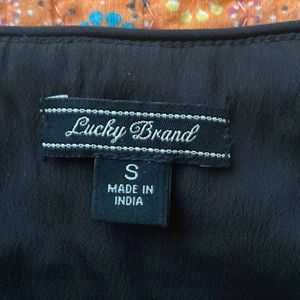 Lucky Brand
S
MADE IN
INDIA